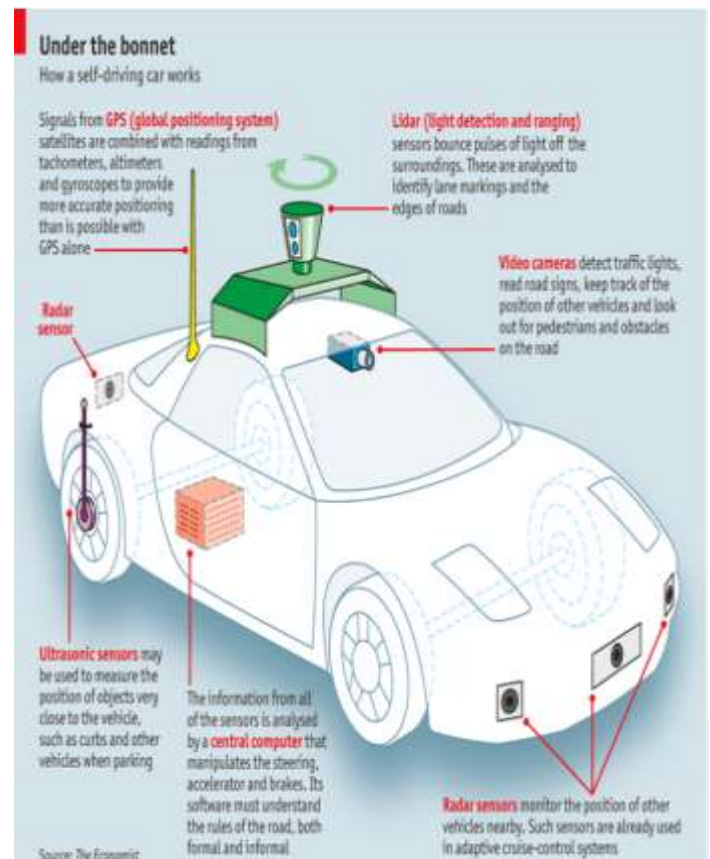 Under the bonnet
How a self-driving car works
Signals from GPS (global positioning system)
satellites are combined with readings from
tachometers, altimeters
and gyroscopes to provide
more accurate positioning
than is possible with
GPS alone
Lidar (light detection and ranging)
sensors bounce pulses of light off the
surroundings. These are analysed to
identify lane markings and the
edges of roads
Video cameras detect traffic lights,
read road signs, keep track of the
position of other vehicles and look
out for pedestrians and obstacles
on the road
Radar
sensor
Ultrasonic sensors may
be used to measure the
position of objects very
close to the vehicle,
such as curbs and other
vehicles when parking
The information from all
of the sensors is analysed
by a central computer that
manipulates the steering,
accelerator and brakes. Its
software must understand
the rules of the road, both
formal and informal
Radar sensors monitor the position of other
vehicles nearby. Such sensors are already used
in adaptive cruise-control systems
Source: The Economist